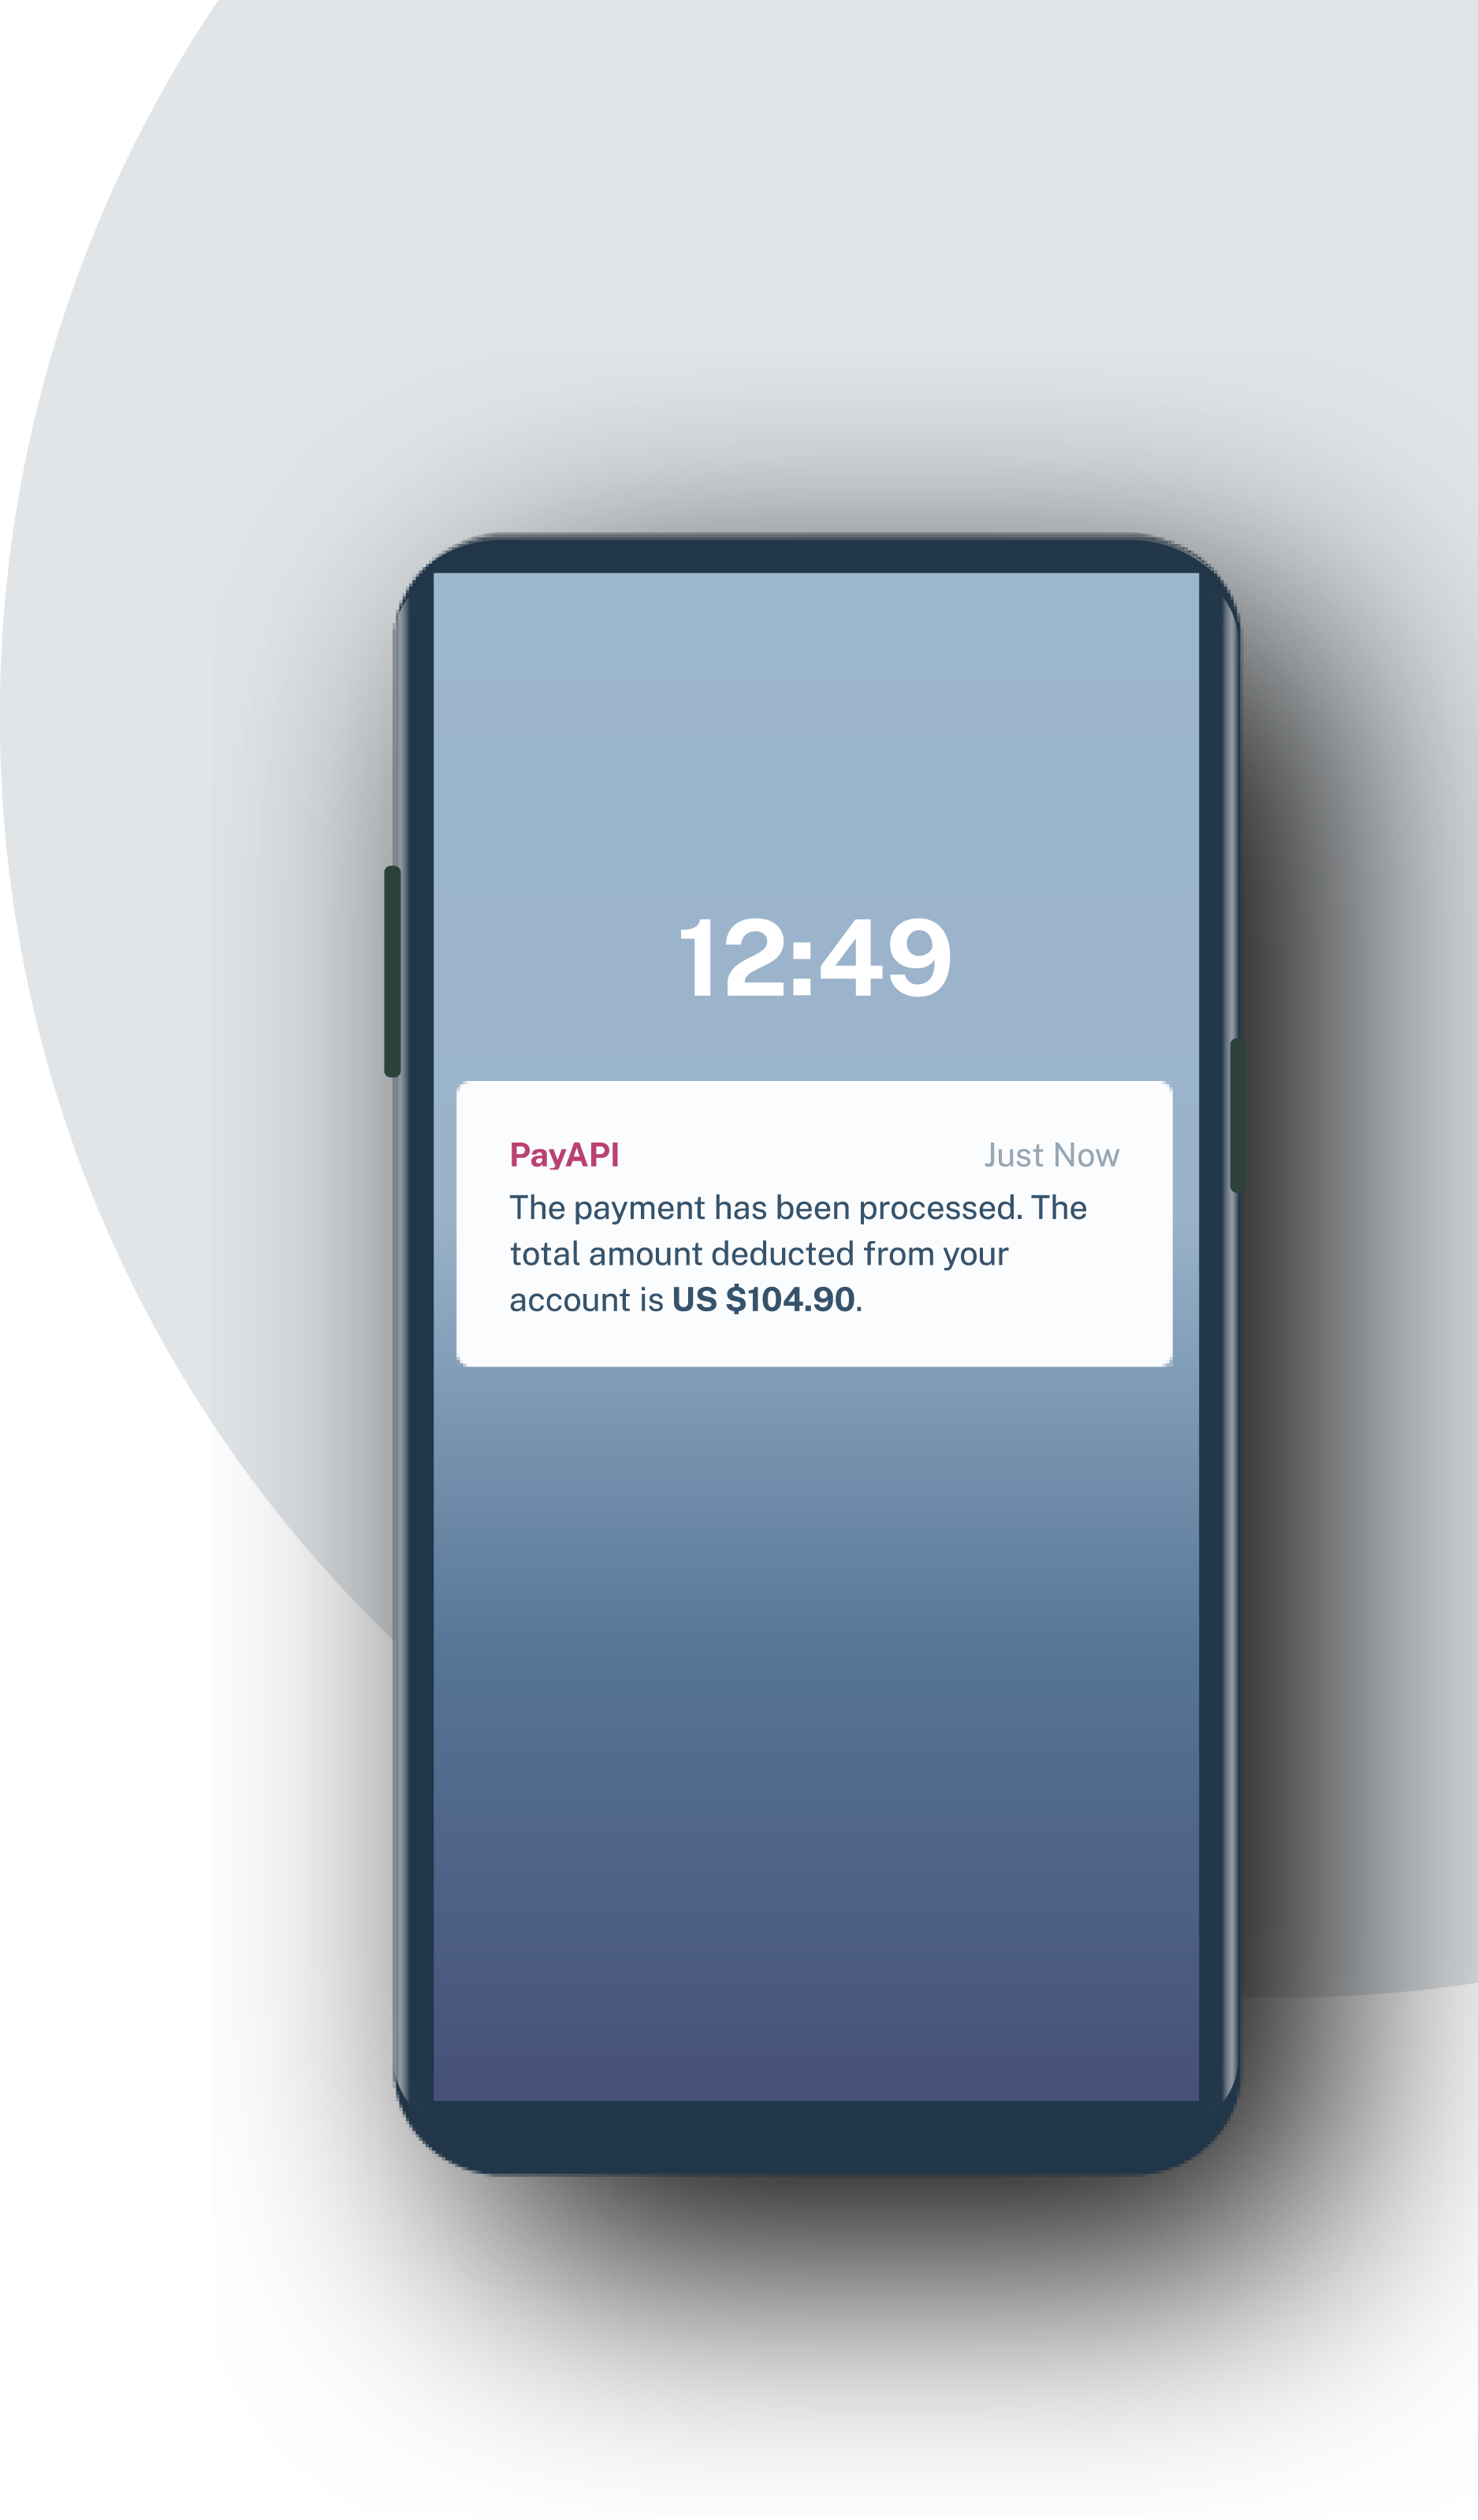 12:49
PayAPI Just Now
The payment has been processed. The
total amount deducted from your
account is US $104.90.